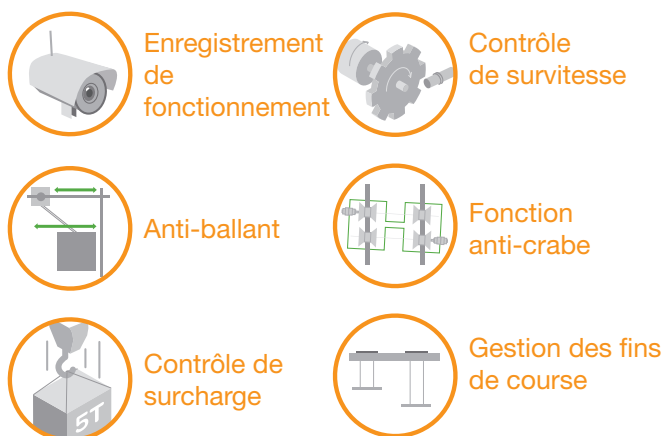 Enregistrement
de
fonctionnement
Contrôle
de survitesse
Anti-ballant
Fonction
anti-crabe
Contrôle de
surcharge
5T
Gestion des fins
de course